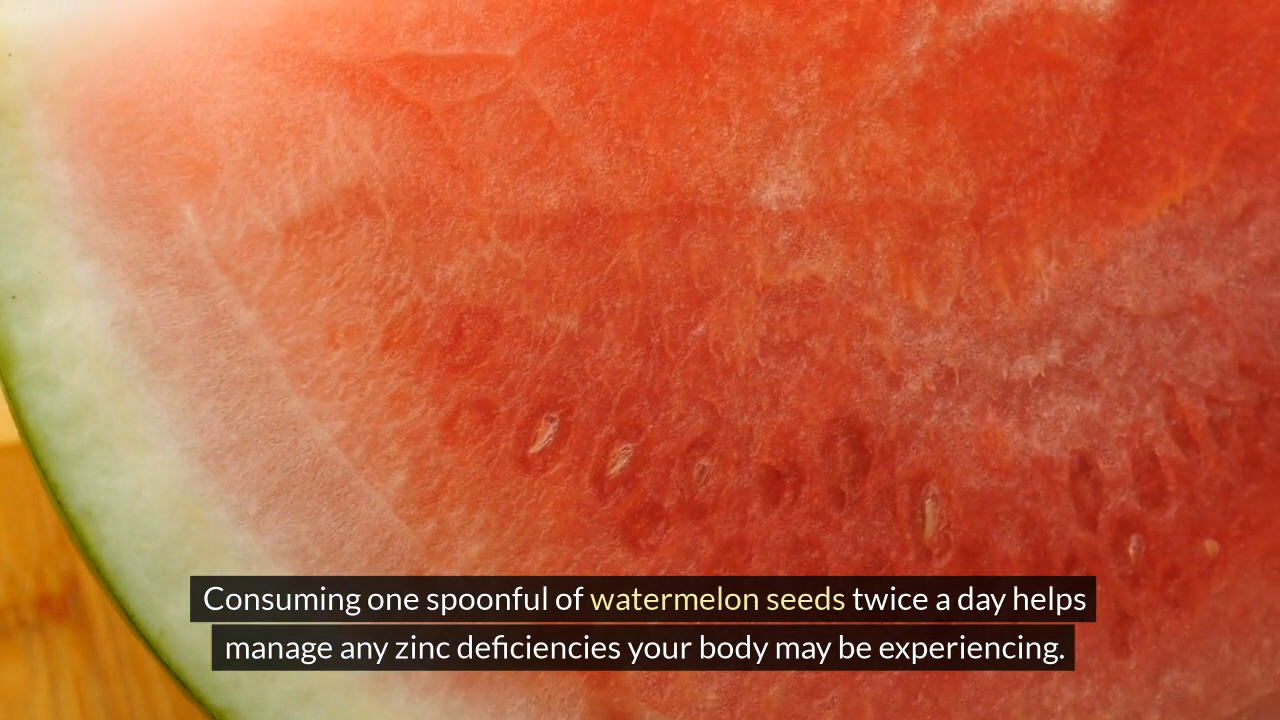 Consuming one spoonful of watermelon seeds twice a day helps
manage any zinc deficiencies your body may be experiencing.